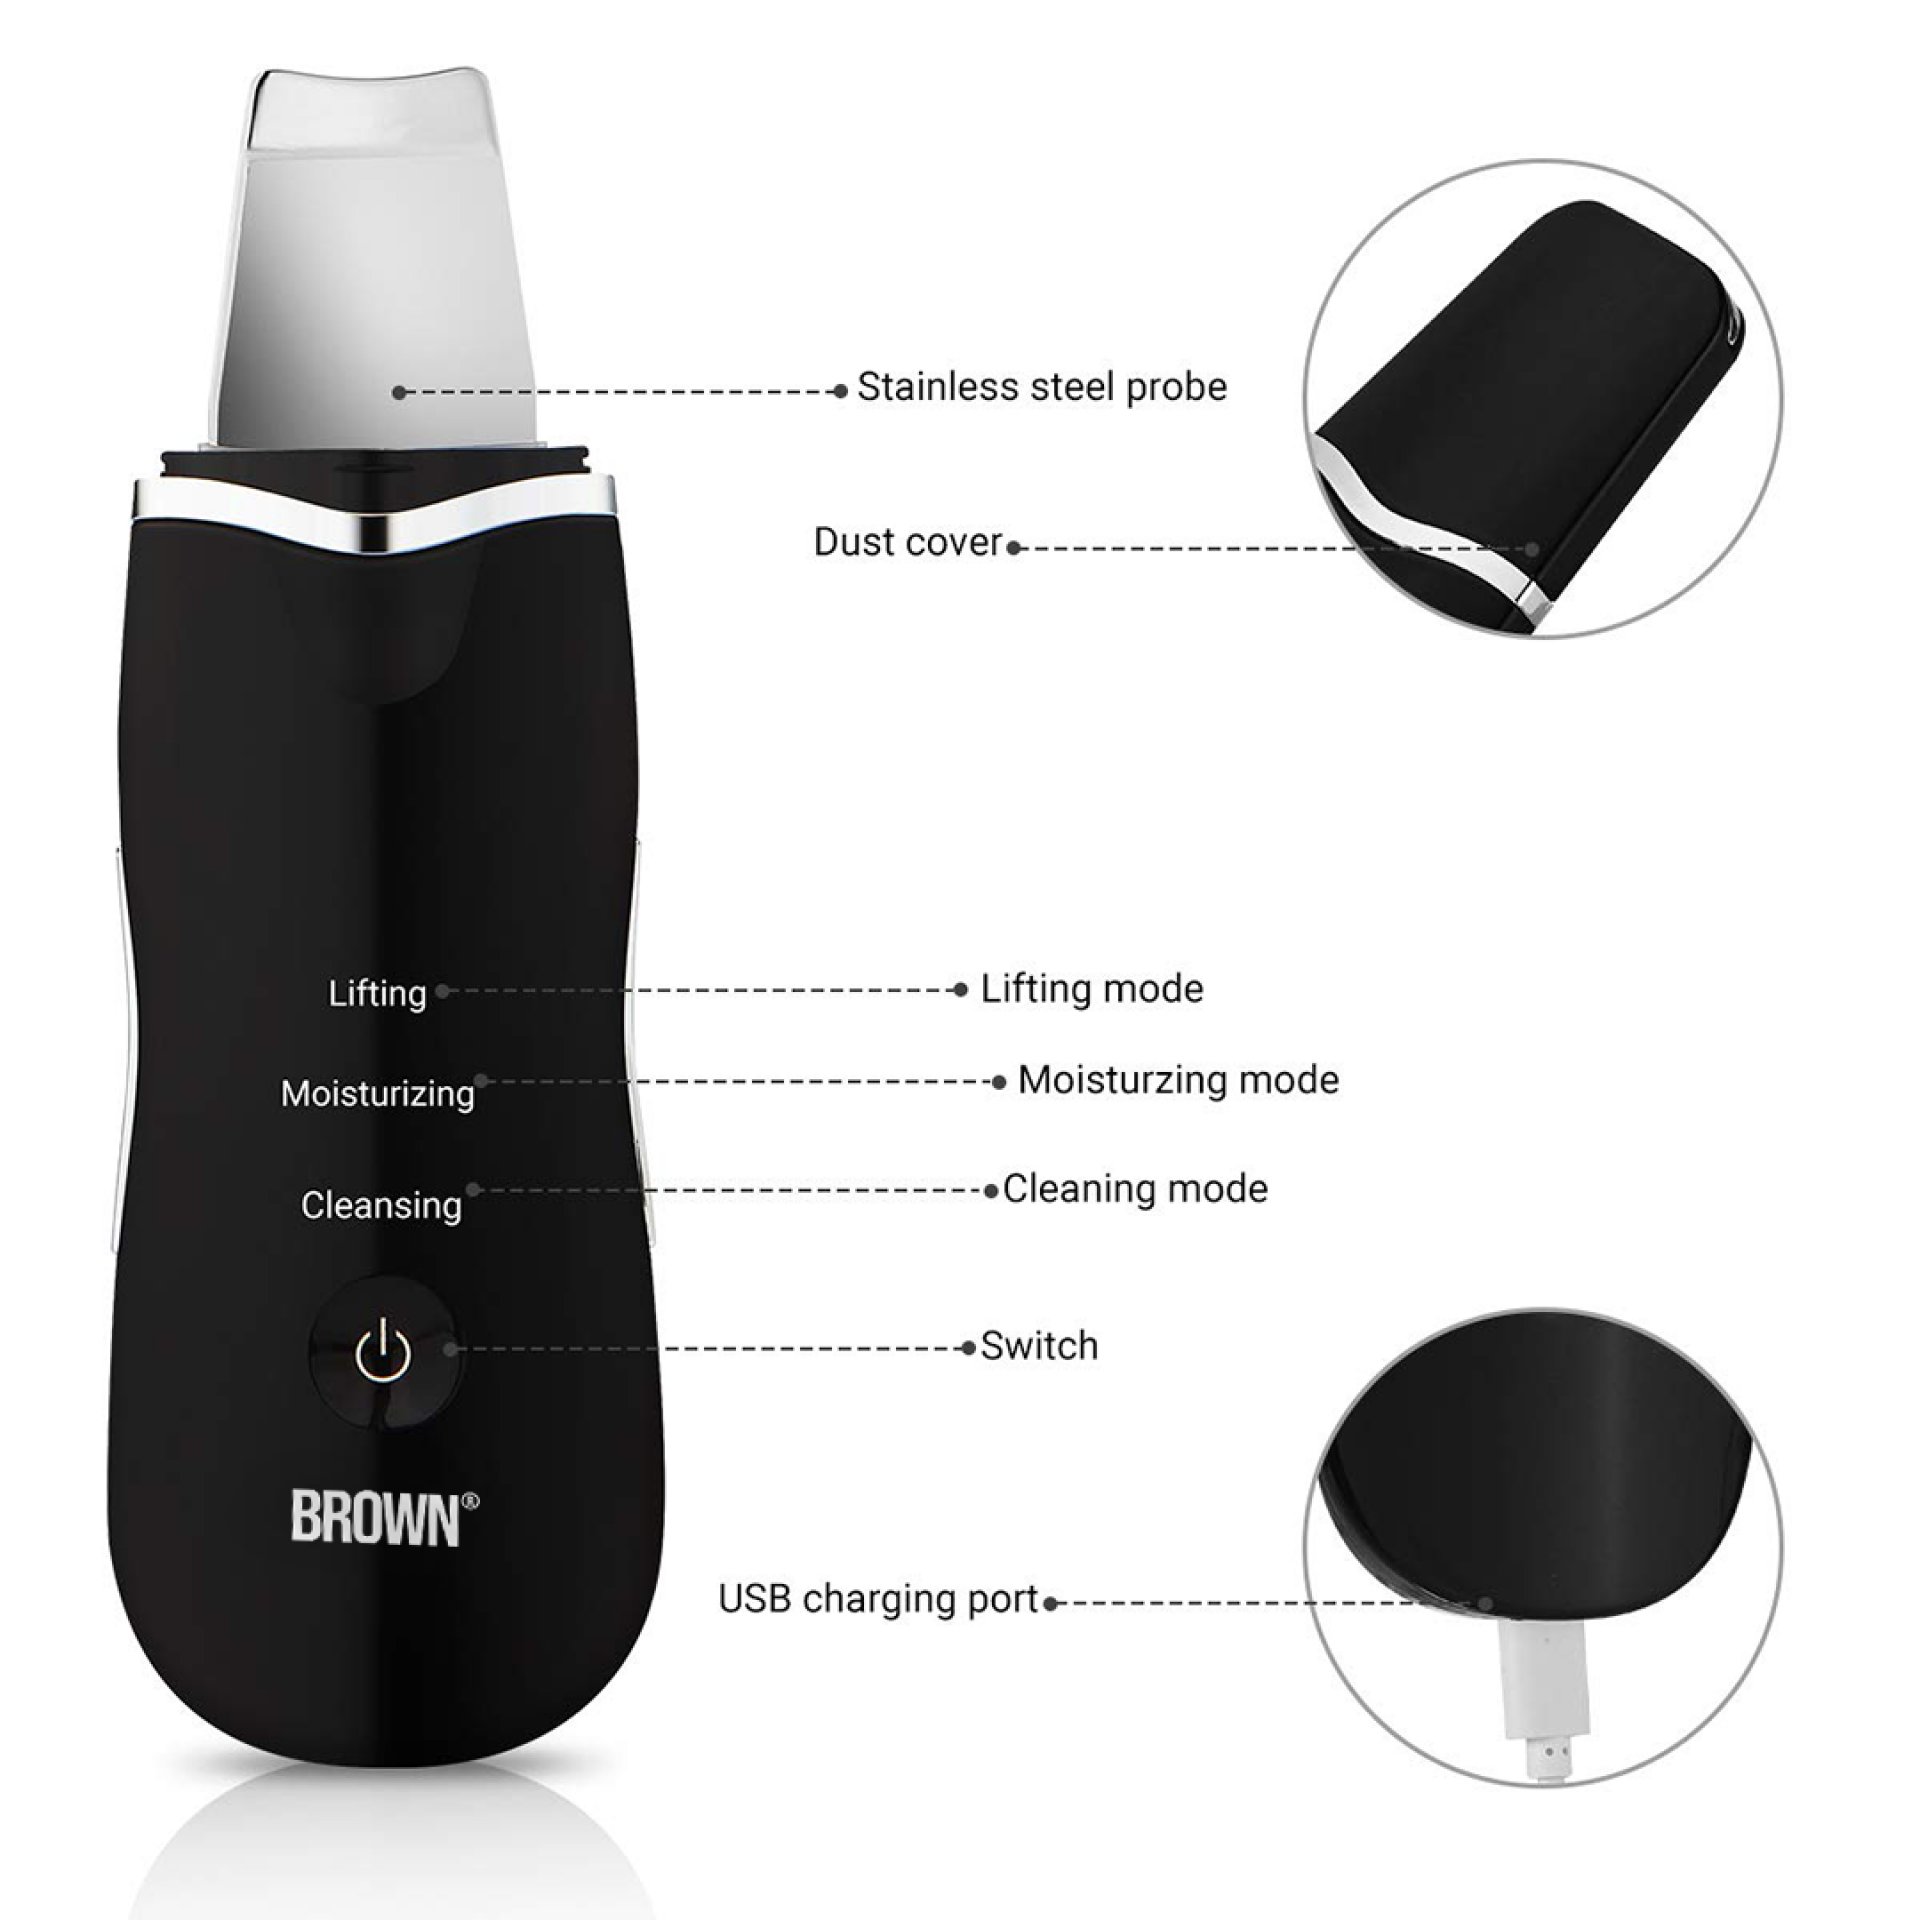 Stainless steel probe
Dust cover
Lifting
Lifting mode
Moisturizing
Moisturzing mode
Cleansing
Cleaning mode
Switch
BROWN®
USB charging port